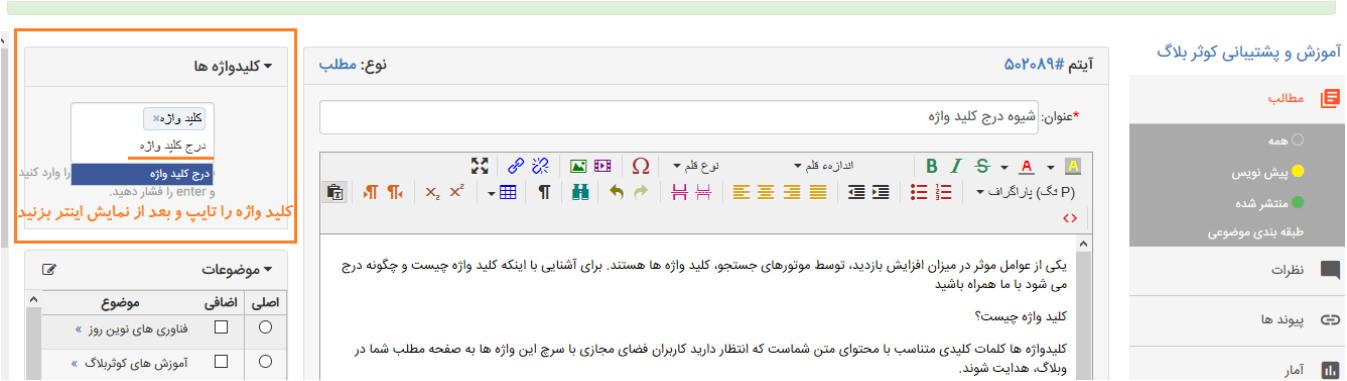 آموزش و پشتیبانی کوثر بلاگ
مطالب
همه
پیش نویس
منتشر شده
طبقه بندی موضوعی
نظرات
پیوند ها
آمار
آیتم #۵۰۲۰۸۹
نوع: مطلب
*عنوان: شیوه درج کلید واژه
B I S A A
اندازهء قلم
نوع قلم
Ω
(P تگ) پاراگراف
¶
x₂ x²
<>
یکی از عوامل موثر در میزان افزایش بازدید، توسط موتورهای جستجو، کلید واژه ها هستند. برای آشنایی با اینکه کلید واژه چیست و چگونه درج
می شود با ما همراه باشید
کلید واژه چیست؟
کلیدواژه ها کلمات کلیدی متناسب با محتوای متن شماست که انتظار دارید کاربران فضای مجازی با سرچ این واژه ها به صفحه مطلب شما در
وبلاگ، هدایت شوند.
کلیدواژه ها
کلید واژه×
درج کلید واژه
درج کلید واژه
را وارد کنید
و enter را فشار دهید.
کلید واژه را تایپ و بعد از نمایش اینتر بزنید
موضوعات
اصلی اضافی موضوع
فناوری های نوین روز »
آموزش های کوثربلاگ »